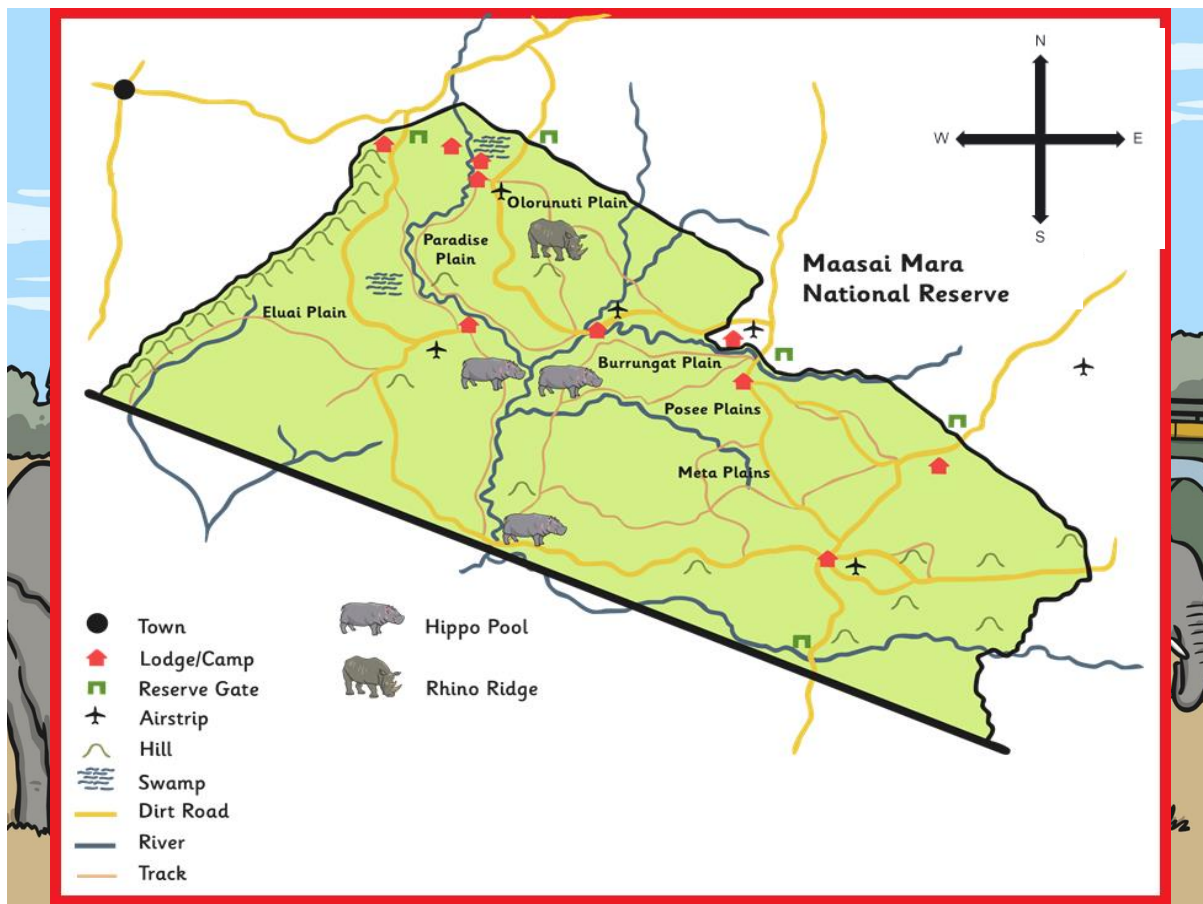 N
W
E
S
Maasai Mara
National Reserve
Olorunuti Plain
Paradise
Plain
Eluai Plain
Burrungat Plain
Posee Plains
Meta Plains
Town
Lodge/Camp
Reserve Gate
Airstrip
Hill
Swamp
Dirt Road
River
Track
Hippo Pool
Rhino Ridge